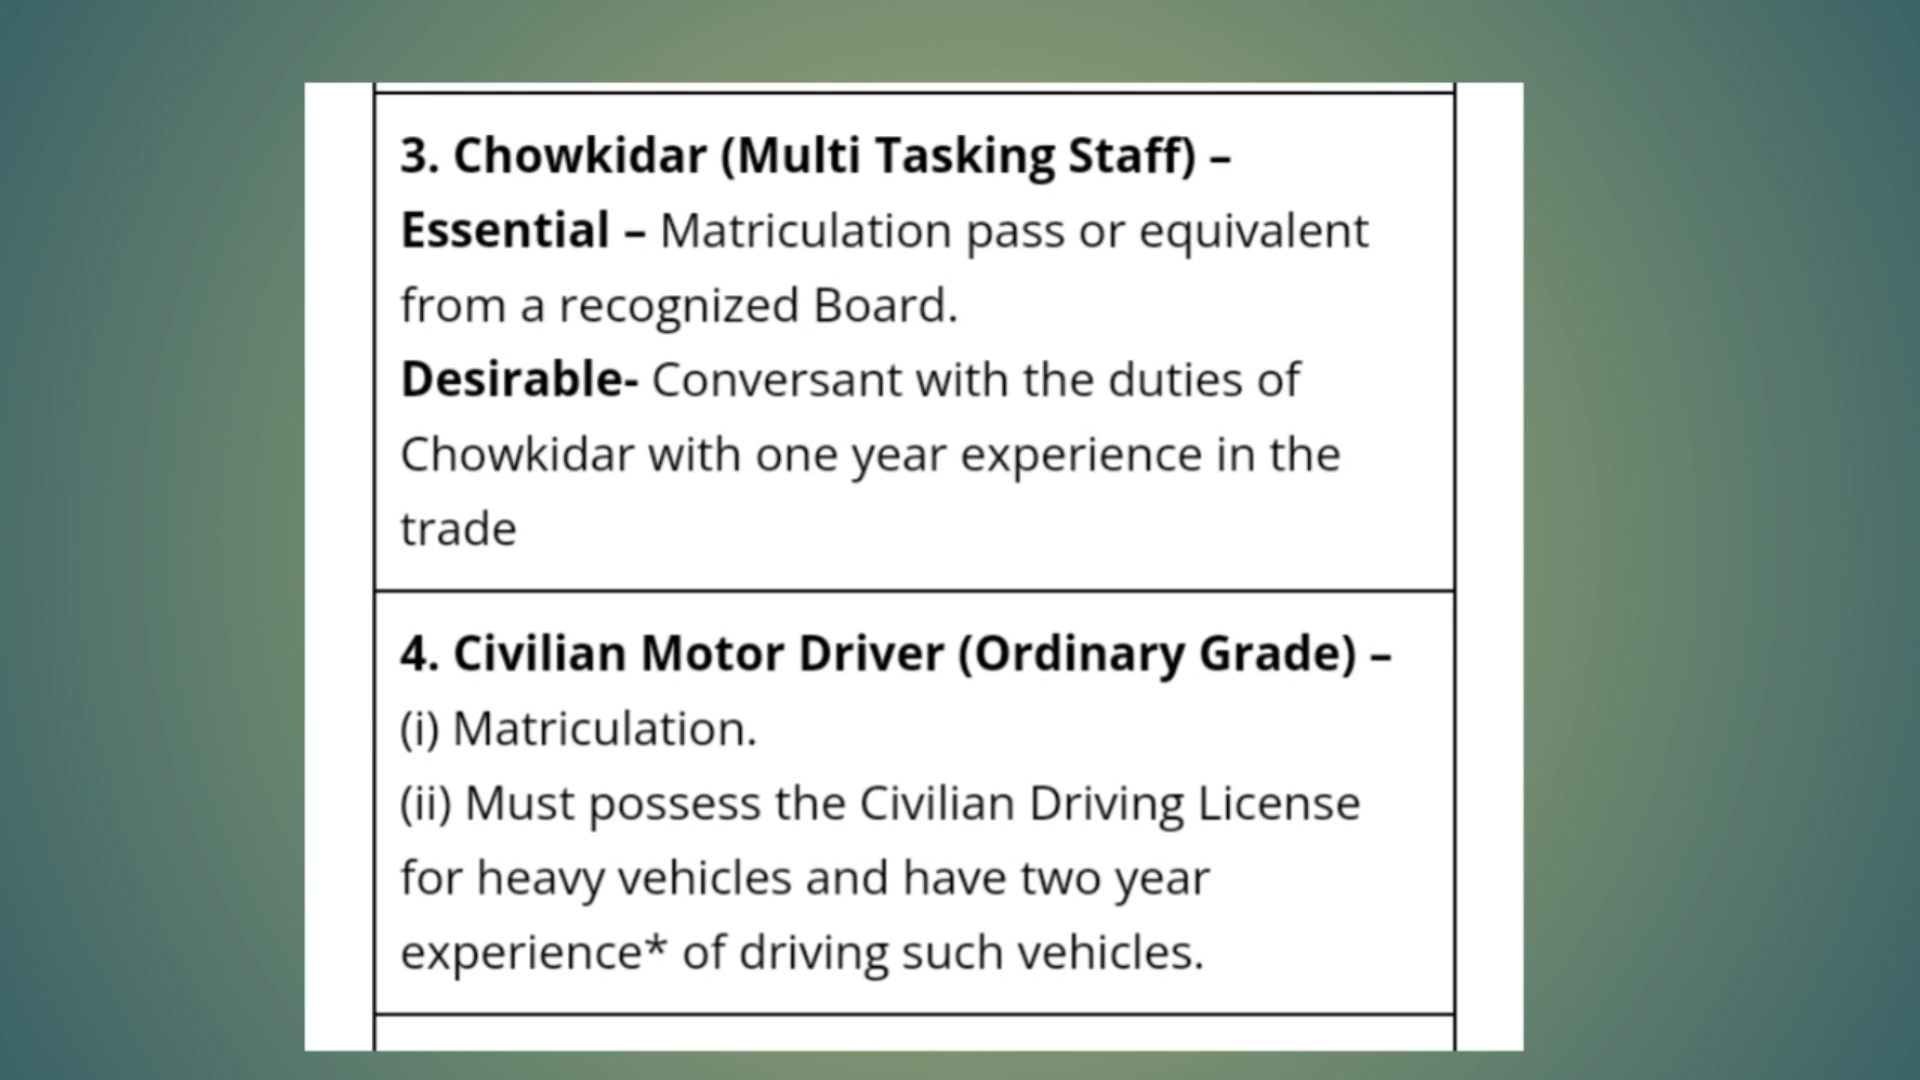 3. Chowkidar (Multi Tasking Staff) –
Essential – Matriculation pass or equivalent
from a recognized Board.
Desirable- Conversant with the duties of
Chowkidar with one year experience in the
trade
4. Civilian Motor Driver (Ordinary Grade) –
(i) Matriculation.
(ii) Must possess the Civilian Driving License
for heavy vehicles and have two year
experience* of driving such vehicles.